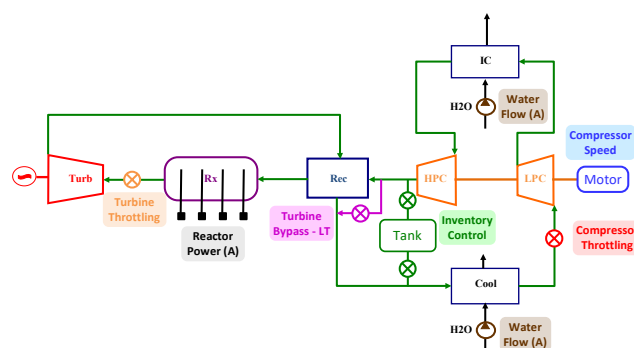 IC
H2O
Water
Flow (A)
Compressor
Speed
Turb
Rx
Rec
HPC
LPC
Motor
Turbine
Throttling
Reactor
Power (A)
Turbine
Bypass - LT
Tank
Inventory
Control
Compressor
Throttling
Cool
H2O
Water
Flow (A)